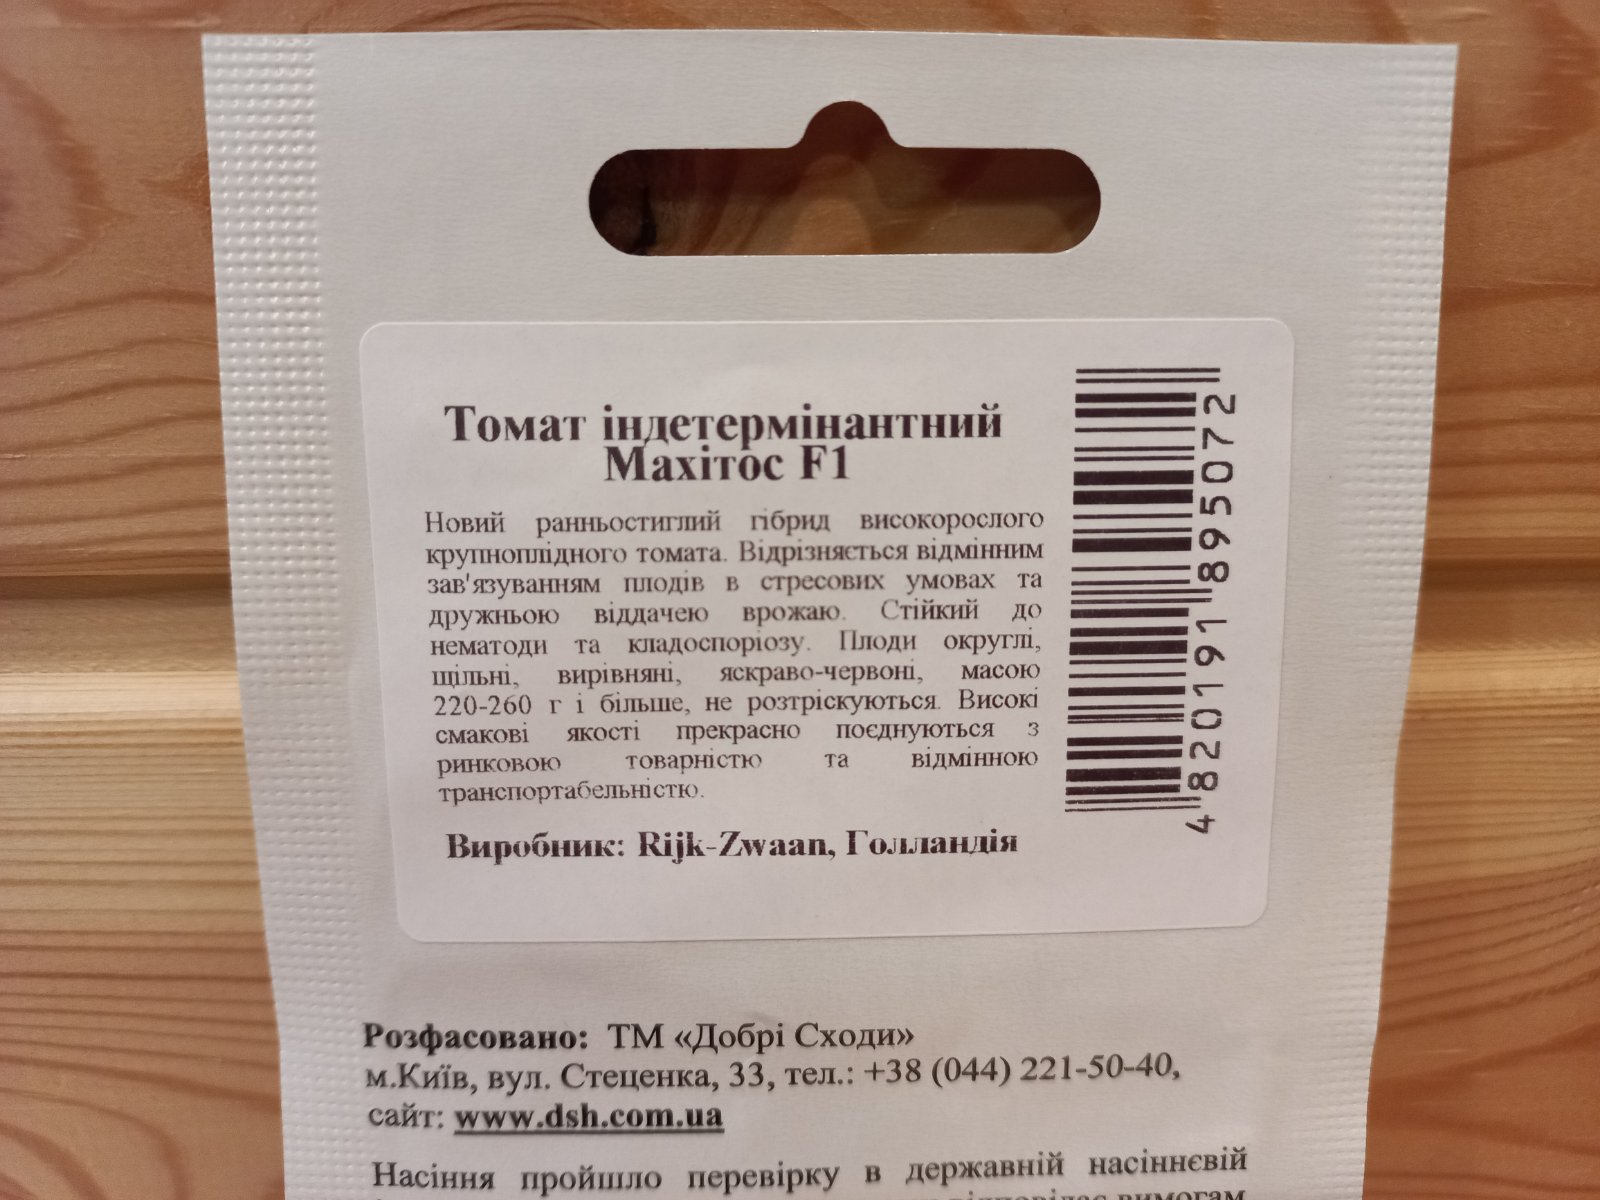 Томат індетермінантний
Махітос F1
Новий ранньостиглий гібрид високорослого
крупноплідного томата. Відрізняється відмінним
зав'язуванням плодів в стресових умовах та
дружньою віддачею врожаю. Стійкий до
нематоди та кладоспоріозу. Плоди округлі,
щільні, вирівняні, яскраво-червоні, масою
220-260 г і більше, не розтріскуються. Високі
смакові якості прекрасно поєднуються з
ринковою товарністю та відмінною
транспортабельністю.
Виробник: Rijk-Zwaan, Голландія
4820191895072
Розфасовано: ТМ «Добрі Сходи»
м.Київ, вул. Стеценка, 33, тел.: +38 (044) 221-50-40,
сайт: www.dsh.com.ua
Насіння пройшло перевірку в державній насіннєвій
відповідає вимогам